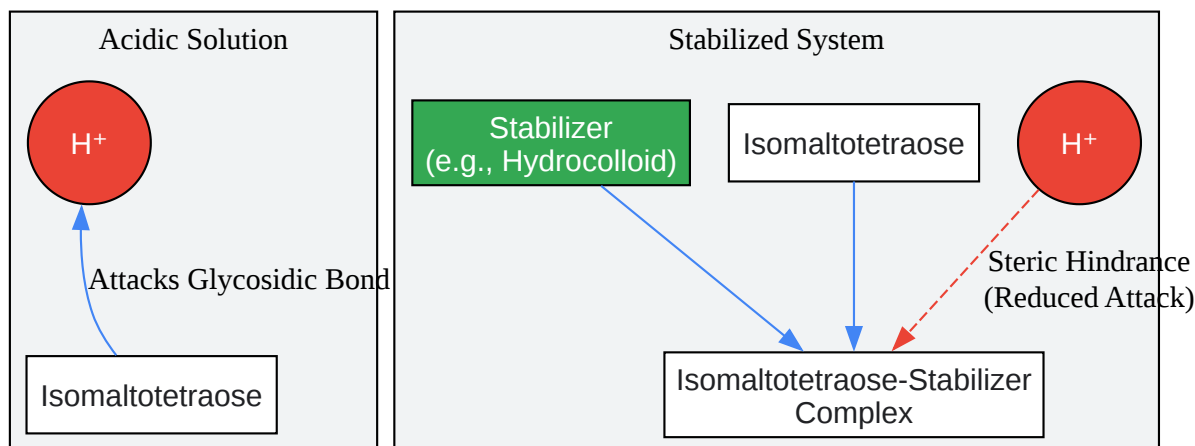 Acidic Solution
H⁺
Attacks Glycosidic Bond
Isomaltotetraose
Stabilized System
Stabilizer
(e.g., Hydrocolloid)
Isomaltotetraose
H⁺
Steric Hindrance
(Reduced Attack)
Isomaltotetraose-Stabilizer
Complex